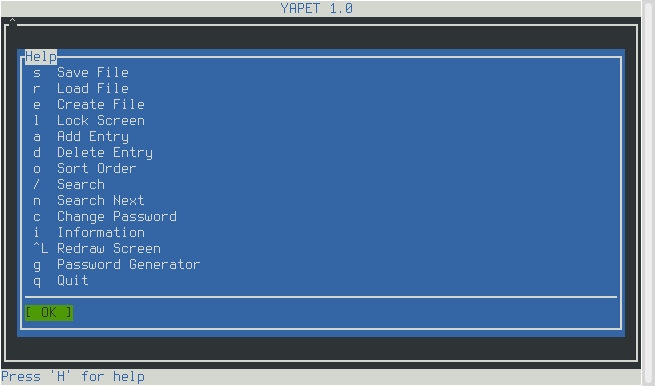 YAPET 1.0
^
Help
s Save File
r Load File
e Create File
l Lock Screen
a Add Entry
d Delete Entry
o Sort Order
/ Search
n Search Next
c Change Password
i Information
^L Redraw Screen
g Password Generator
q Quit
[ OK ]
Press 'H' for help